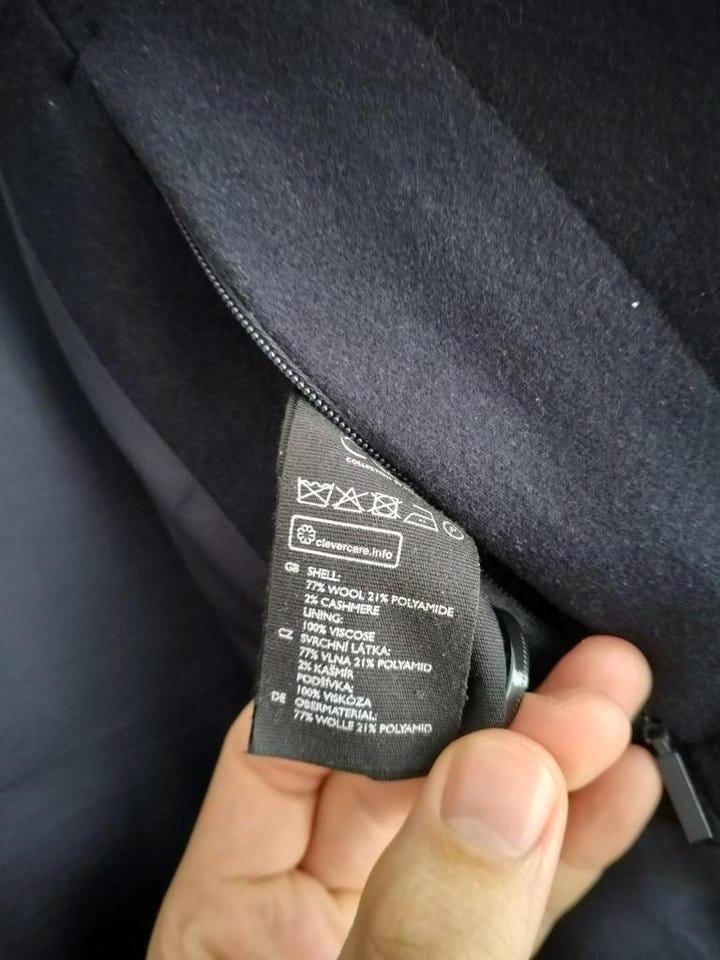 COLLECTION
clevercare.info
GB SHELL:
77% WOOL 21% POLYAMIDE
2% CASHMERE
LINING:
100% VISCOSE
CZ SVRCHNÍ LÁTKA:
77% VLNA 21% POLYAMID
2% KAŠMÍR
PODŠÍVKA:
100% VISKÓZA
DE OBERMATERIAL:
77% WOLLE 21% POLYAMID